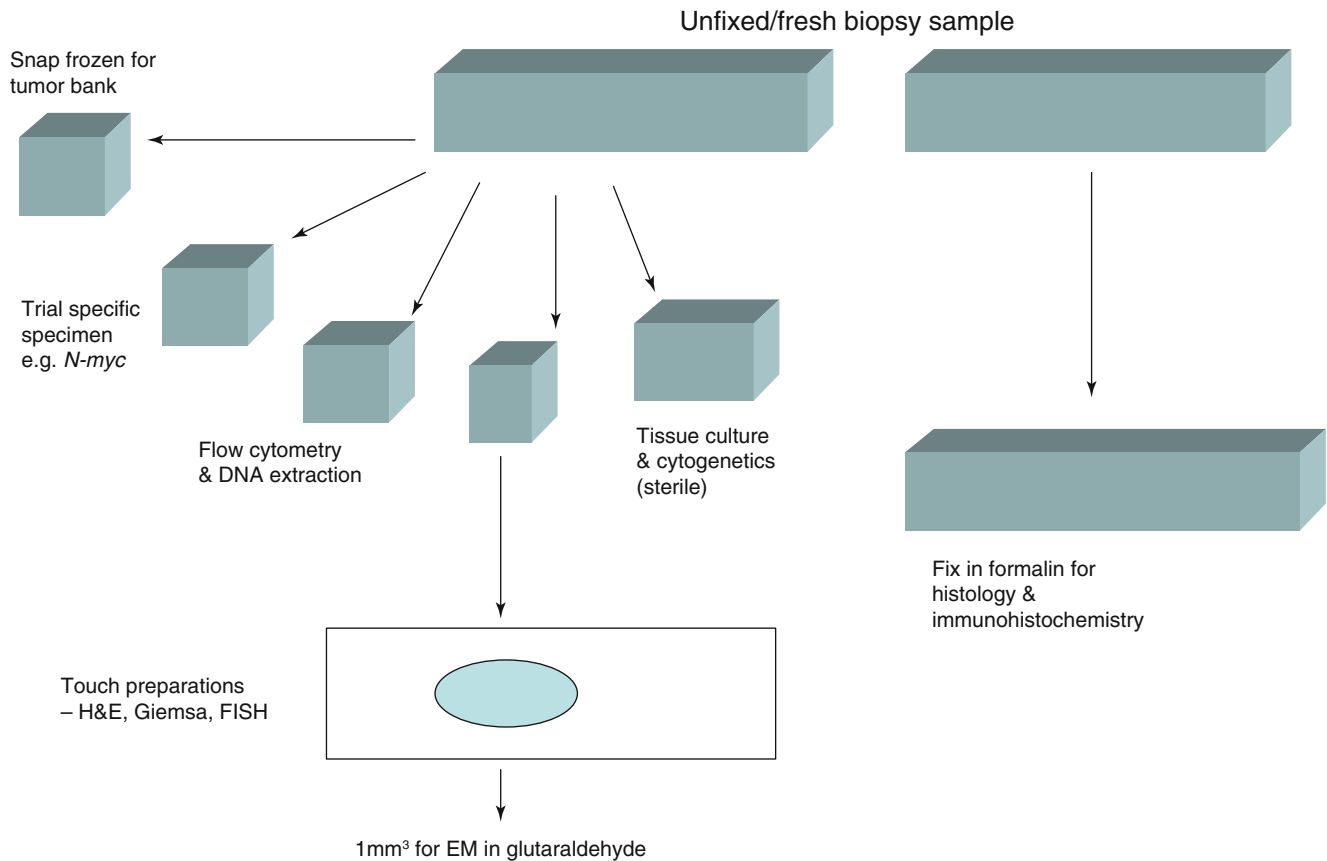 Unfixed/fresh biopsy sample
Snap frozen for
tumor bank
Trial specific
specimen
e.g. N-myc
Flow cytometry
& DNA extraction
Tissue culture
& cytogenetics
(sterile)
Fix in formalin for
histology &
immunohistochemistry
Touch preparations
– H&E, Giemsa, FISH
1mm³ for EM in glutaraldehyde